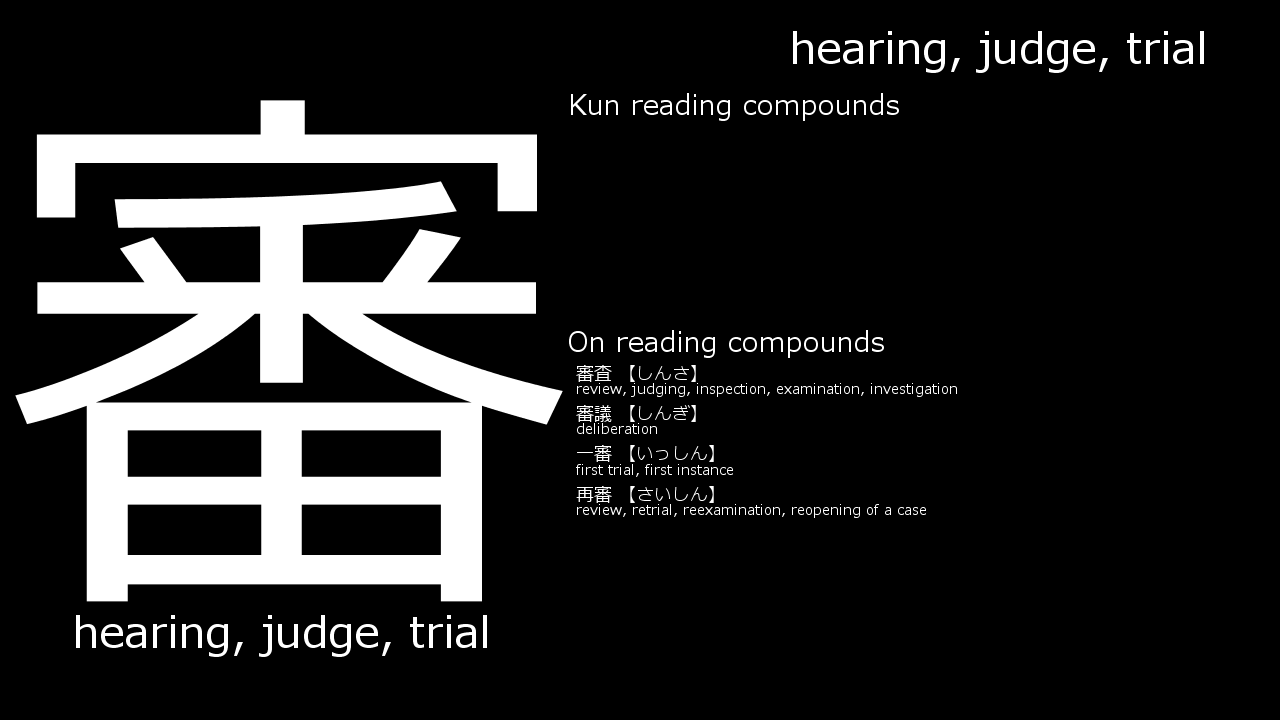 hearing, judge, trial
Kun reading compounds
審
On reading compounds
審査 【しんさ】
review, judging, inspection, examination, investigation
審議 【しんぎ】
deliberation
一審 【いっしん】
first trial, first instance
再審 【さいしん】
review, retrial, reexamination, reopening of a case
hearing, judge, trial